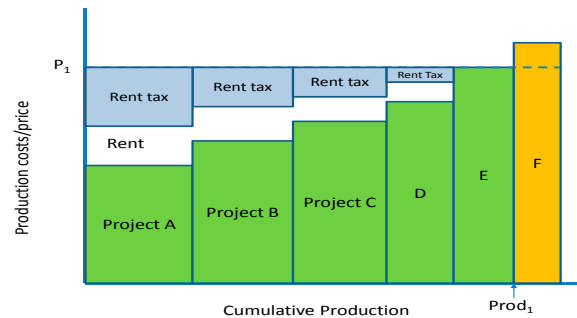 P₁
Rent tax
Rent tax
Rent tax
Rent Tax
Rent
Project A
Project B
Project C
D
E
F
Production costs/price
Cumulative Production
Prod₁